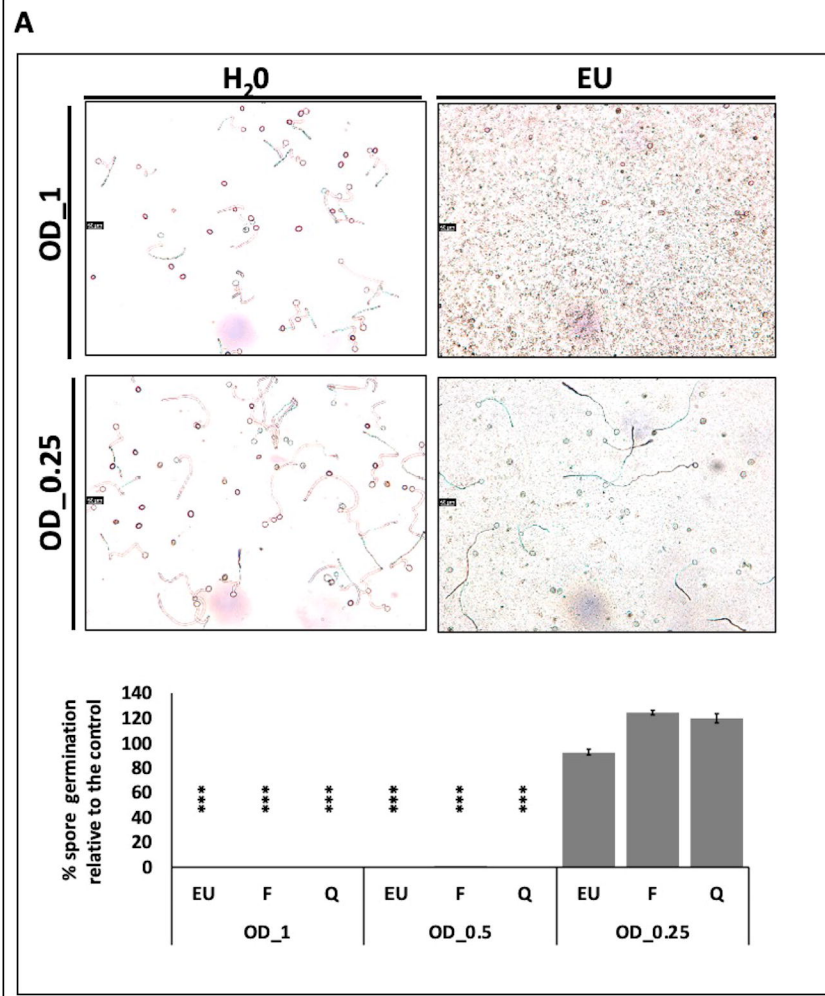 A
H₂0
EU
OD_1
OD_0.25
% spore germination
relative to the control
140
120
100
80
60
40
20
0
*** *** *** *** *** ***
EU F Q EU F Q EU F Q
OD_1 OD_0.5 OD_0.25